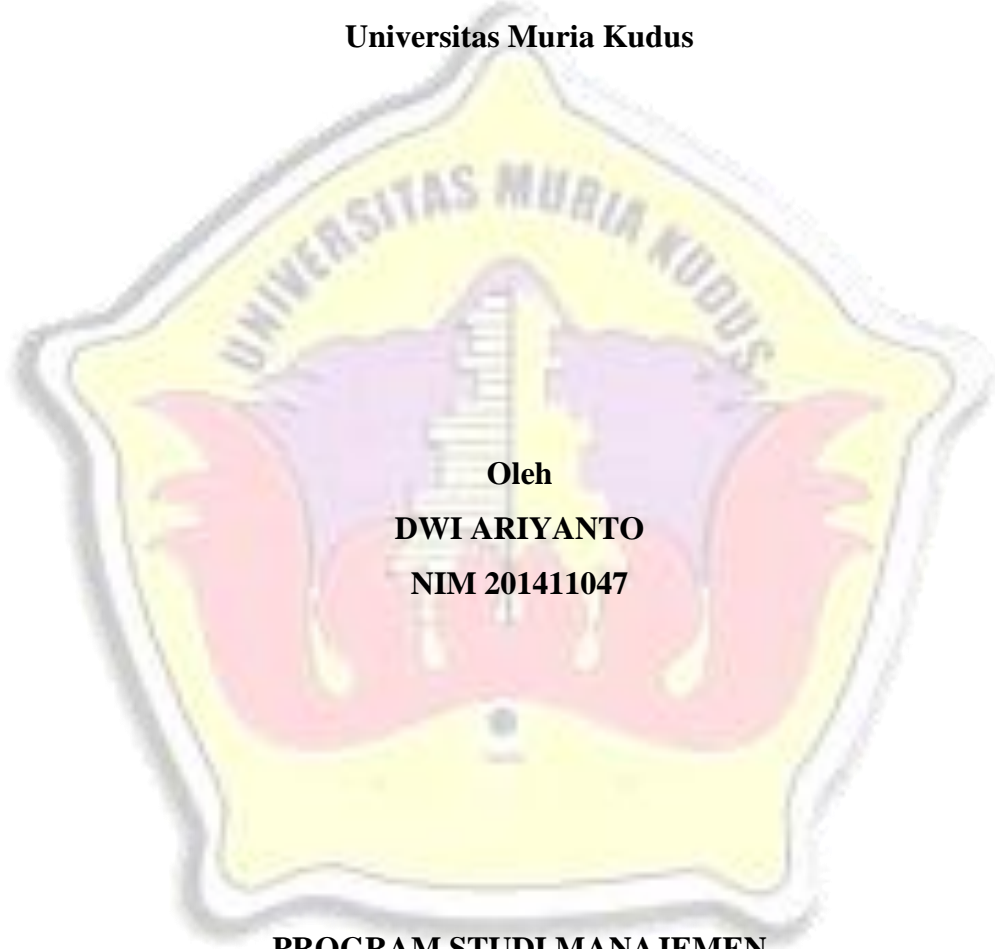 Universitas Muria Kudus
UNIVERSITAS MURIA KUDUS
Oleh
DWI ARIYANTO
NIM 201411047
PROGRAM STUDI MANAJEMEN